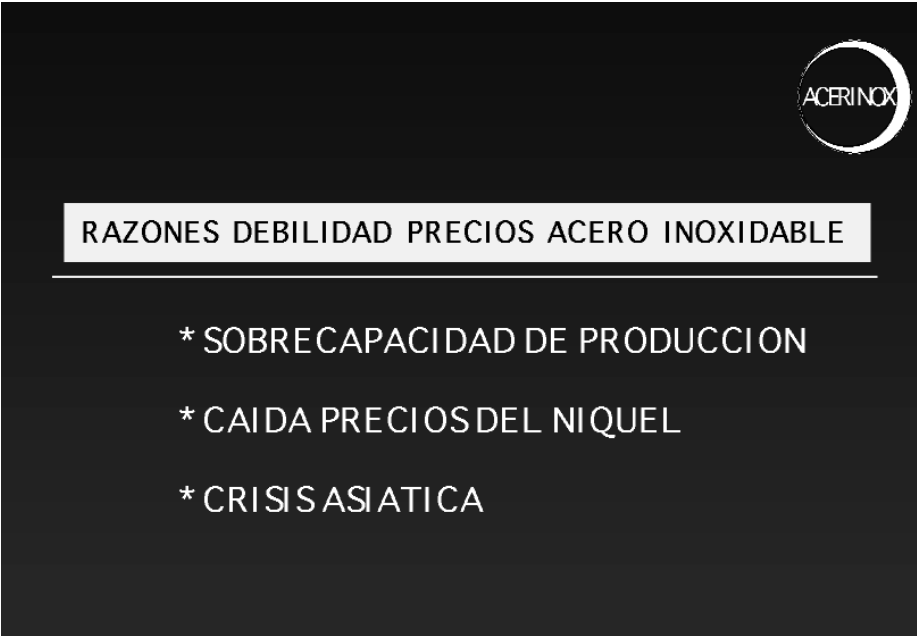 ACERINOX
RAZONES DEBILIDAD PRECIOS ACERO INOXIDABLE
* SOBRECAPACIDAD DE PRODUCCION
* CAIDA PRECIOS DEL NIQUEL
* CRISIS ASIATICA